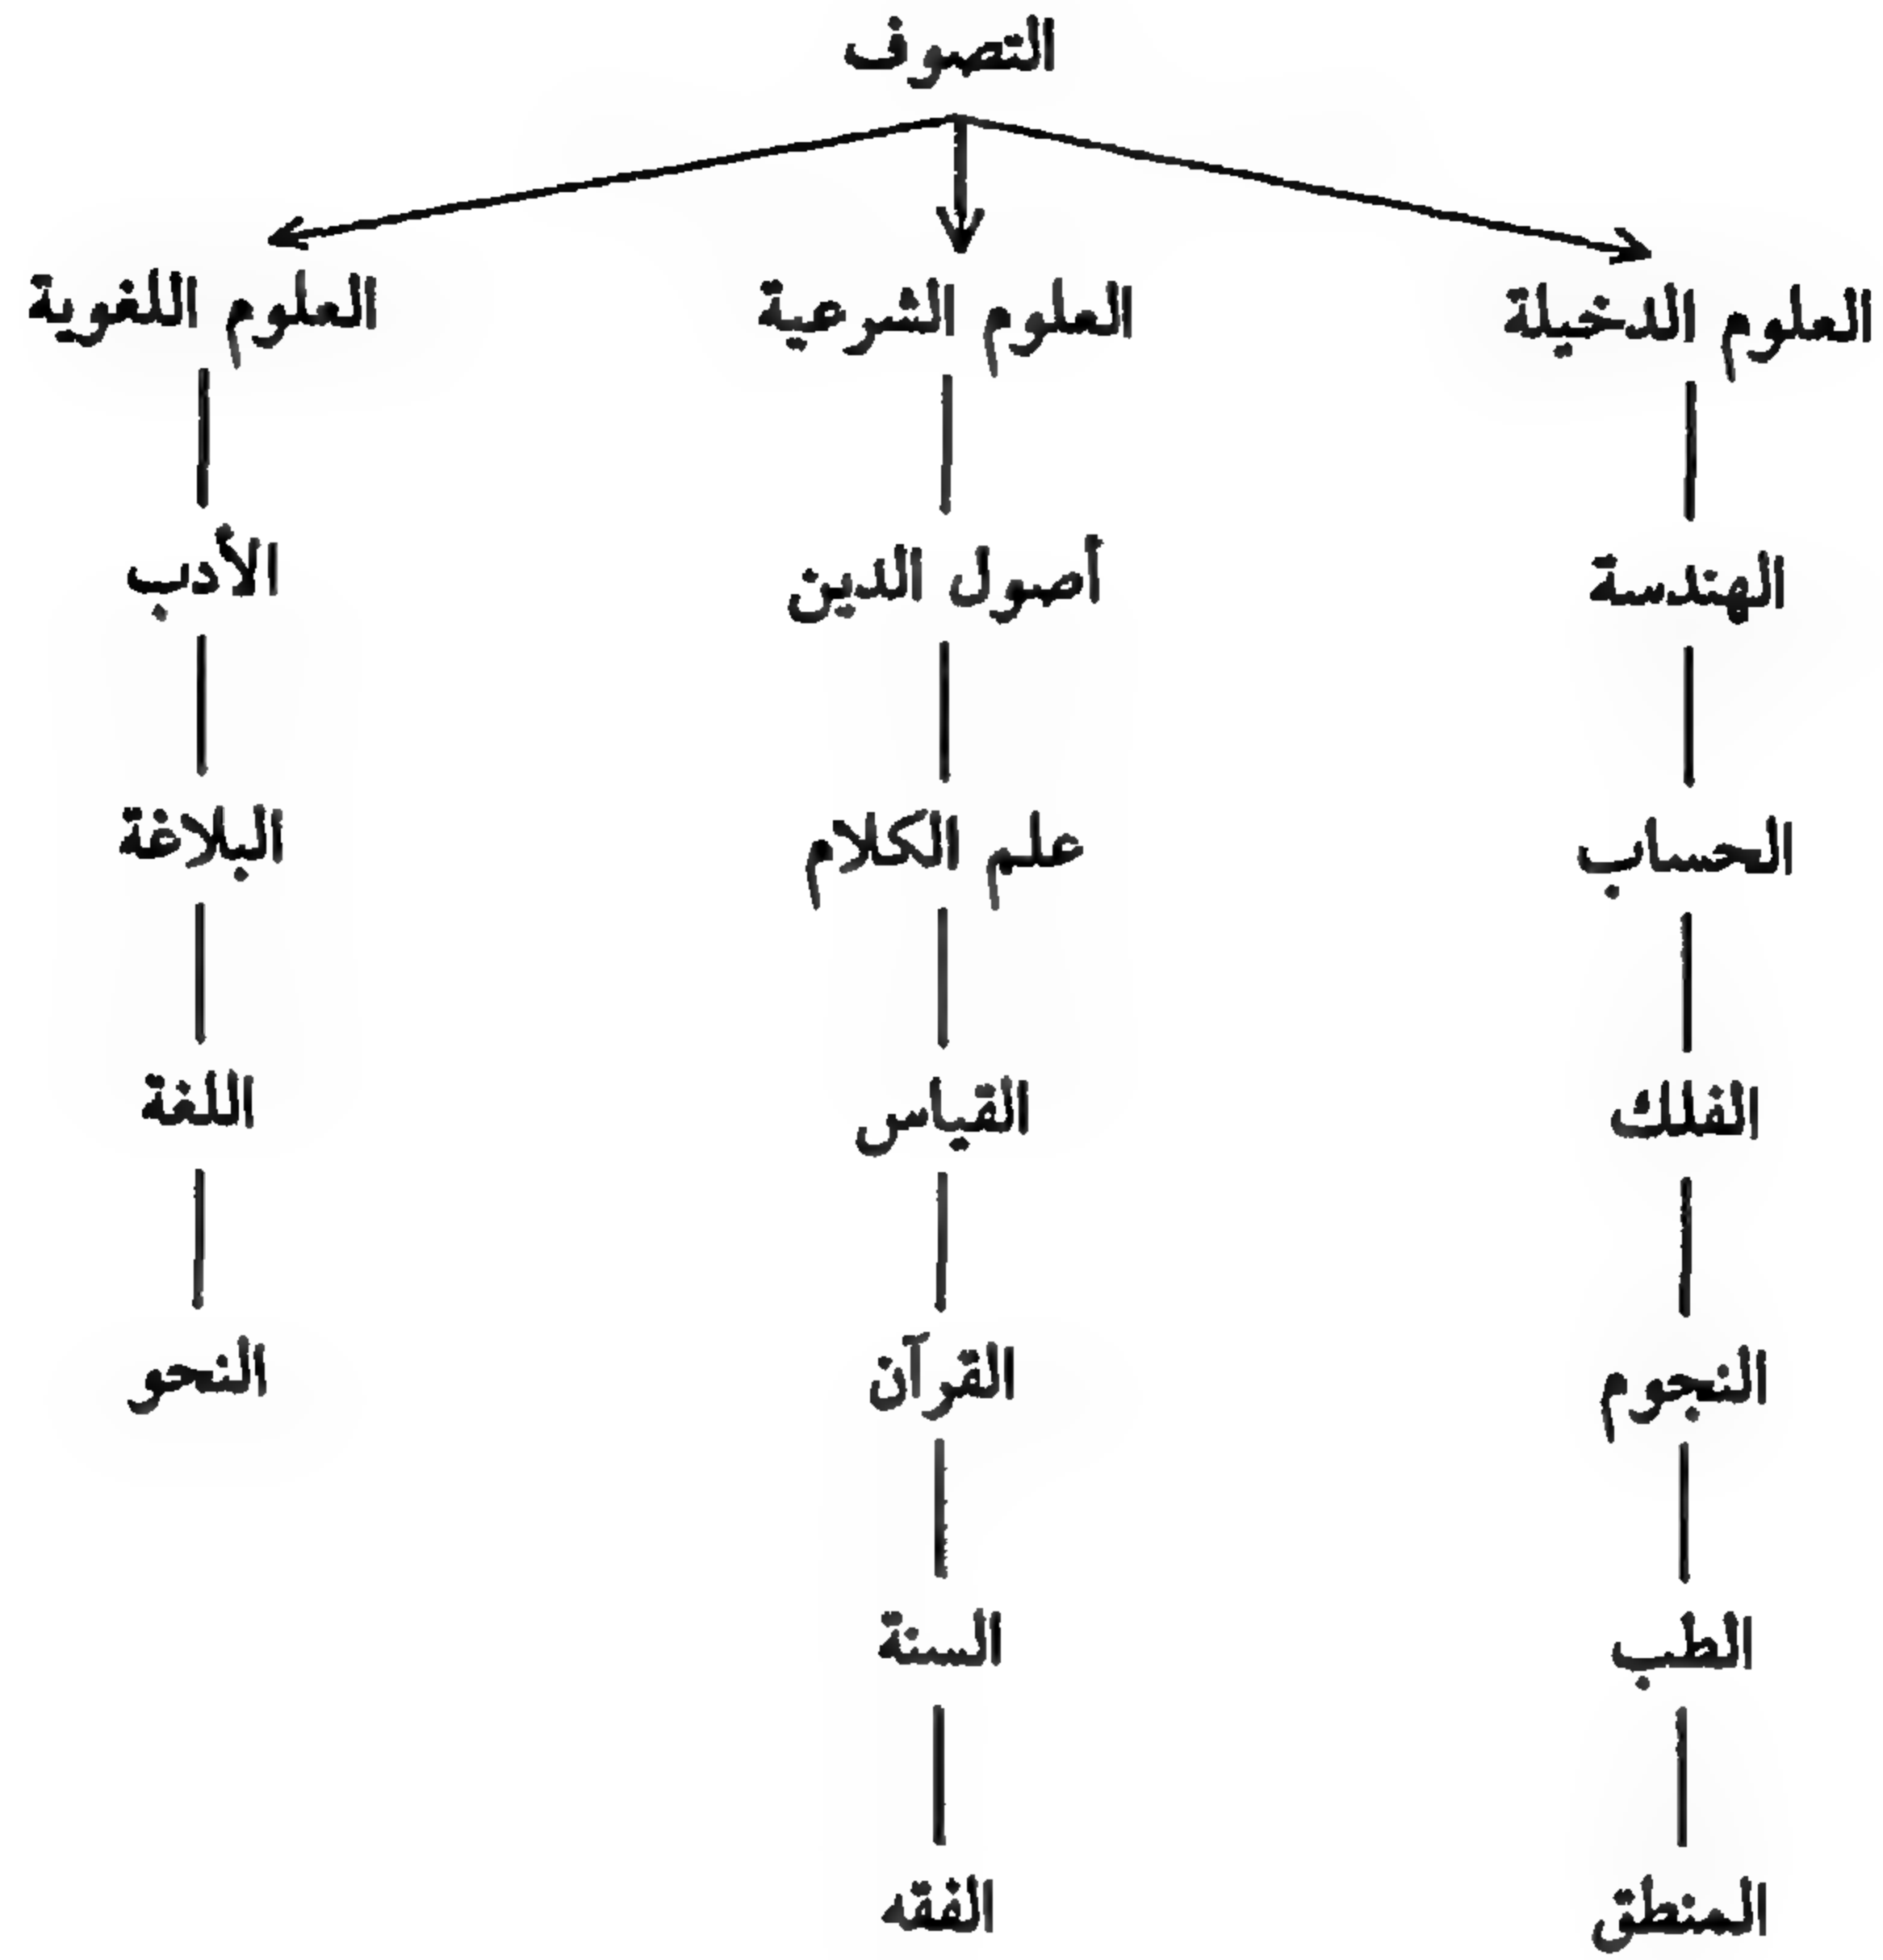 التصوف
العلوم الدخيلة
العلوم الشرعية
العلوم اللغوية
الهندسة
أصول الدين
الأدب
الحساب
علم الكلام
البلاغة
الفلك
القياس
اللغة
النجوم
القرآن
النحو
الطب
السنة
المنطق
الفقه